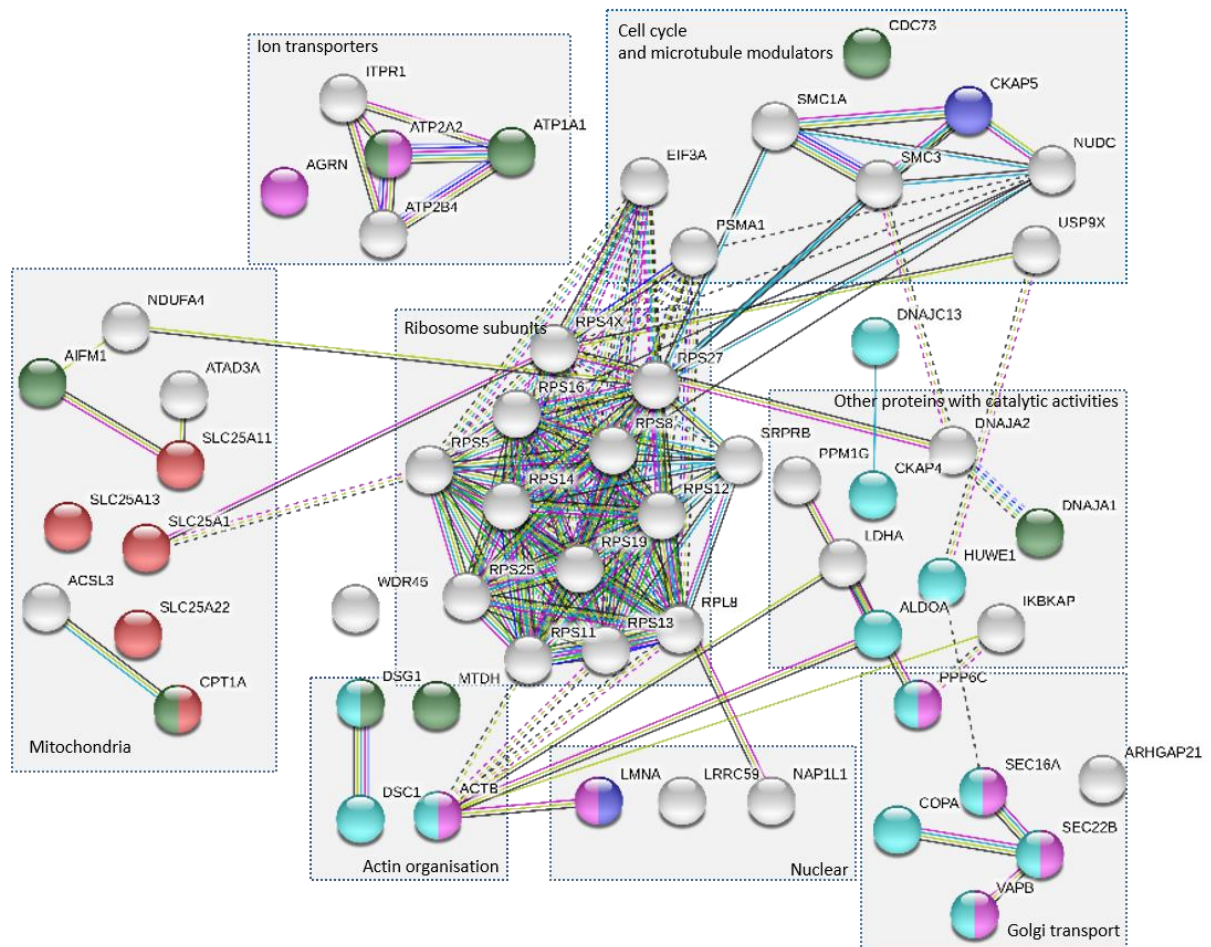 Ion transporters
ITPR1
ATP2A2
ATP1A1
AGRN
ATP2B4
Cell cycle
and microtubule modulators
CDC73
SMC1A
CKAP5
EIF3A
SMC3
NUDC
PSMA1
USP9X
NDUFA4
AIFM1
ATAD3A
SLC25A11
SLC25A13
SLC25A1
ACSL3
SLC25A22
CPT1A
Mitochondria
Ribosome subunits
RPS4X
RPS27
RPS16
RPS8
RPS5
SRPRB
RPS14
RPS12
RPS19
RPS25
RPL8
RPS11
RPS13
WDR45
DNAJC13
Other proteins with catalytic activities
DNAJA2
PPM1G
CKAP4
DNAJA1
LDHA
HUWE1
ALDOA
IKBKAP
PPP6C
DSG1
MTDH
DSC1
ACTB
Actin organisation
LMNA
LRRC59
NAP1L1
Nuclear
ARHGAP21
SEC16A
COPA
SEC22B
VAPB
Golgi transport